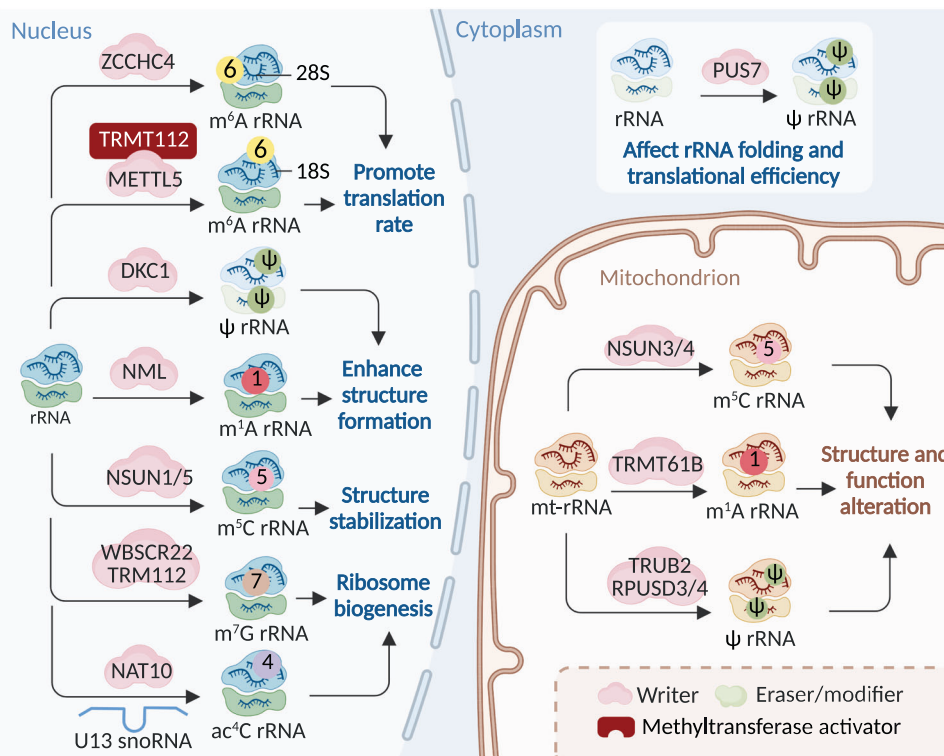 Nucleus
ZCCHC4
6
28S
m⁶A rRNA
TRMT112
METTL5
6
18S
m⁶A rRNA
Promote
translation
rate
DKC1
ψ
ψ
ψ rRNA
rRNA
NML
1
m¹A rRNA
Enhance
structure
formation
NSUN1/5
5
m⁵C rRNA
Structure
stabilization
WBSCR22
TRM112
7
m⁷G rRNA
Ribosome
biogenesis
NAT10
U13 snoRNA
4
ac⁴C rRNA
Cytoplasm
rRNA
PUS7
ψ
ψ
ψ rRNA
Affect rRNA folding and
translational efficiency
Mitochondrion
NSUN3/4
5
m⁵C rRNA
mt-rRNA
TRMT61B
1
m¹A rRNA
Structure and
function
alteration
TRUB2
RPUSD3/4
ψ
ψ
ψ rRNA
Writer
Eraser/modifier
Methyltransferase activator